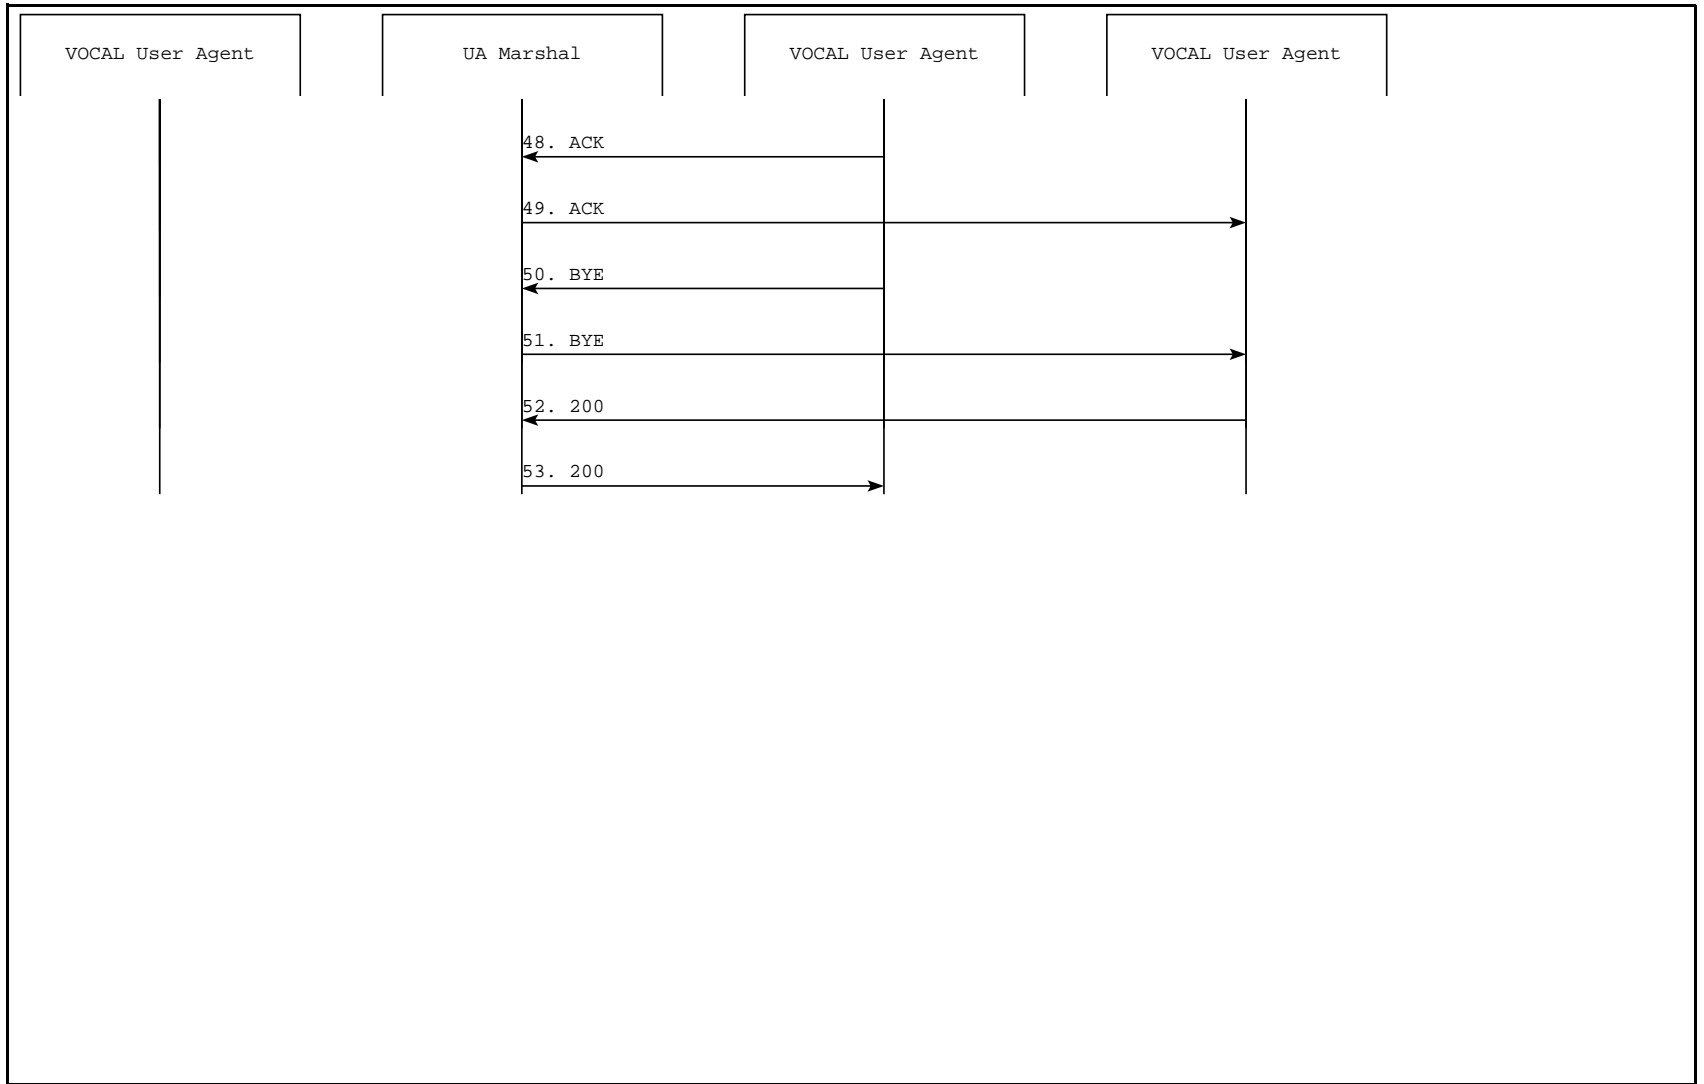 VOCAL User Agent
UA Marshal
VOCAL User Agent
VOCAL User Agent
48. ACK
49. ACK
50. BYE
51. BYE
52. 200
53. 200